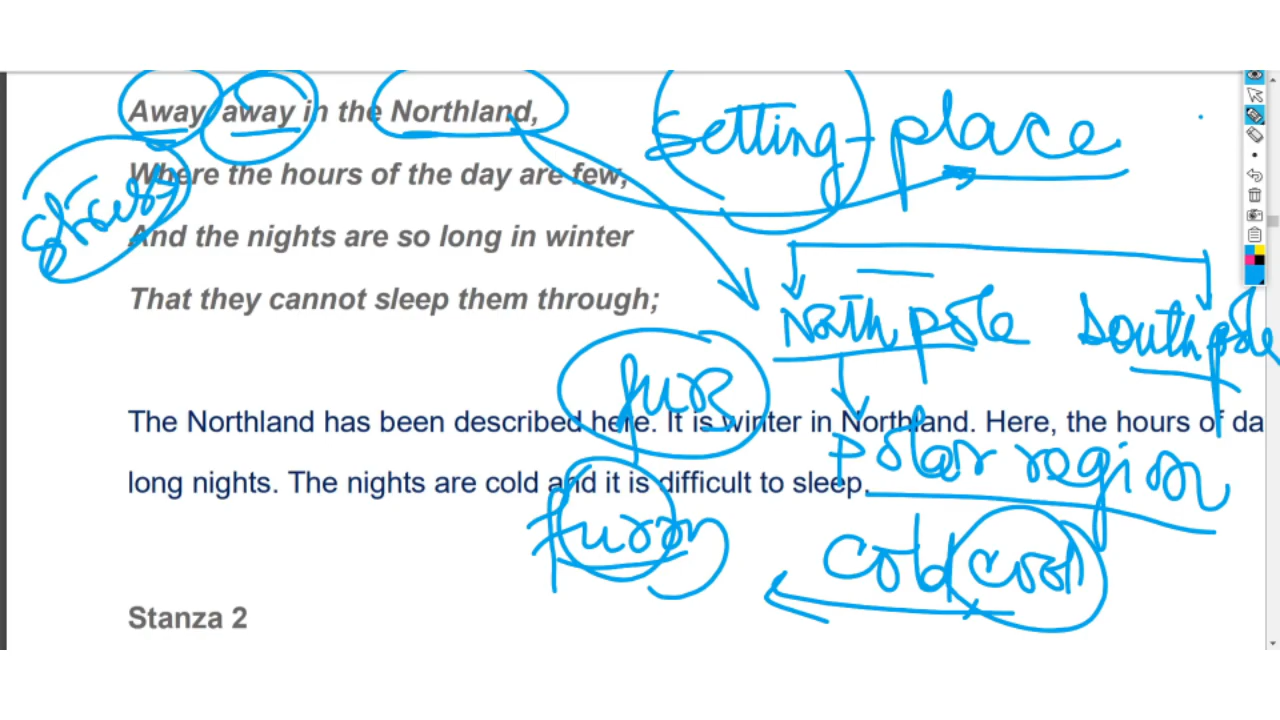 Away, away in the Northland,
Setting - place
Where the hours of the day are few,
stress
And the nights are so long in winter
That they cannot sleep them through;
North pole South pole
fur
The Northland has been described here. It is winter in Northland. Here, the hours of da
polar region
long nights. The nights are cold and it is difficult to sleep.
furry
cold cool
Stanza 2